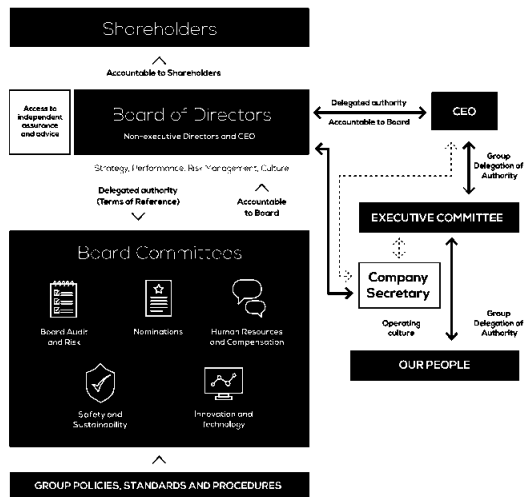 Shareholders
Accountable to Shareholders
Access to
independent
assurance
and advice
Board of Directors
Non-executive Directors and CEO
Delegated authority
Accountable to Board
CEO
Strategy, Performance, Risk Management, Culture
Delegated authority
(Terms of Reference)
Accountable
to Board
Group
Delegation of
Authority
EXECUTIVE COMMITTEE
Board Committees
Company
Secretary
Board Audit
and Risk
Nominations
Human Resources
and Compensation
Operating
culture
Group
Delegation of
Authority
OUR PEOPLE
Safety and
Sustainability
Innovation and
Technology
GROUP POLICIES, STANDARDS AND PROCEDURES